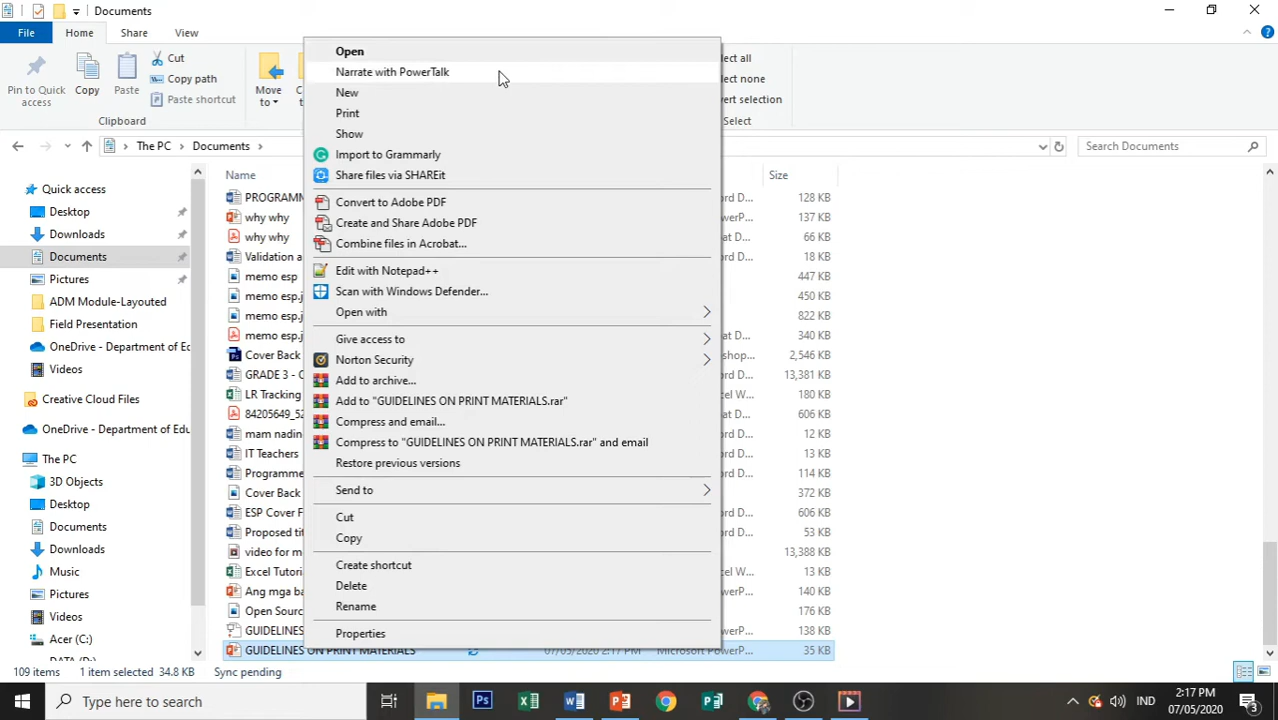 Documents
File
Home
Share
View
Pin to Quick access
Copy
Paste
Cut
Copy path
Paste shortcut
Clipboard
Move to
Select
The PC
Documents
Search Documents
Name
Size
Open
Narrate with PowerTalk
New
Print
Show
Import to Grammarly
Share files via SHAREit
Convert to Adobe PDF
Create and Share Adobe PDF
Combine files in Acrobat...
Edit with Notepad++
Scan with Windows Defender...
Open with
Give access to
Norton Security
Add to archive...
Add to "GUIDELINES ON PRINT MATERIALS.rar"
Compress and email...
Compress to "GUIDELINES ON PRINT MATERIALS.rar" and email
Restore previous versions
Send to
Cut
Copy
Create shortcut
Delete
Rename
Properties
Quick access
Desktop
Downloads
Documents
Pictures
ADM Module-Layouted
Field Presentation
OneDrive - Department of Ed
Videos
Creative Cloud Files
OneDrive - Department of Edu
The PC
3D Objects
Desktop
Documents
Downloads
Music
Pictures
Videos
Acer (C:)
why why 137 KB
why why 66 KB
Validation 18 KB
memo esp 447 KB
memo esp.j 450 KB
memo esp.j 822 KB
memo esp. 340 KB
Cover Back 2,546 KB
GRADE 3 - 13,381 KB
LR Tracking 10 KB
84205649_52 606 KB
mam nadin 12 KB
IT Teachers 13 KB
Programme 114 KB
Cover Back 372 KB
ESP Cover F 606 KB
Proposed tit 53 KB
video for m 13,388 KB
Excel Tutori 13 KB
Ang mga ba 140 KB
Open Sourc 176 KB
GUIDELINES 138 KB
GUIDELINES ON PRINT MATERIALS 07/05/2020 2:17 PM Microsoft PowerP... 35 KB
128 KB
109 items
1 item selected 34.8 KB
Sync pending
Type here to search
IND
2:17 PM
07/05/2020
3